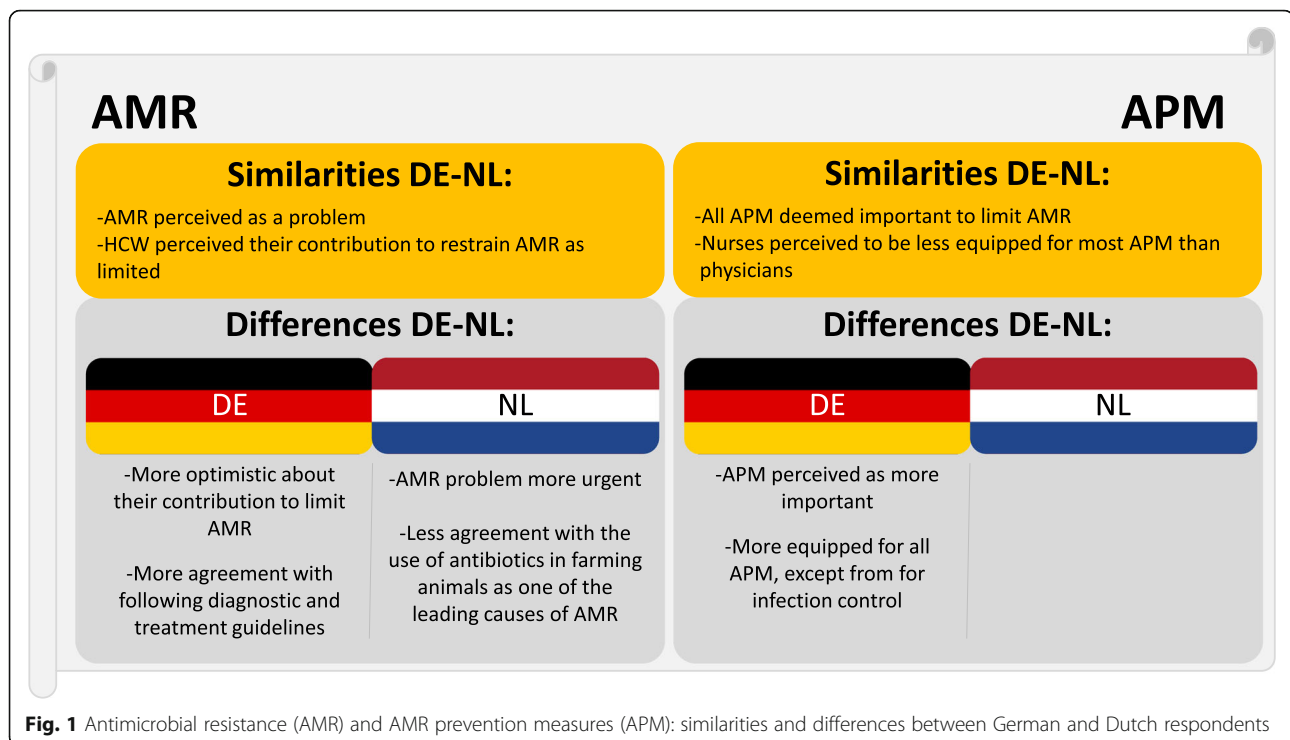 AMR
Similarities DE-NL:
-AMR perceived as a problem
-HCW perceived their contribution to restrain AMR as
limited
Differences DE-NL:
DE
-More optimistic about
their contribution to limit
AMR
-More agreement with
following diagnostic and
treatment guidelines
NL
-AMR problem more urgent
-Less agreement with the
use of antibiotics in farming
animals as one of the
leading causes of AMR
APM
Similarities DE-NL:
-All APM deemed important to limit AMR
-Nurses perceived to be less equipped for most APM than
physicians
Differences DE-NL:
DE
-APM perceived as more
important
-More equipped for all
APM, except from for
infection control
NL
Fig. 1 Antimicrobial resistance (AMR) and AMR prevention measures (APM): similarities and differences between German and Dutch respondents